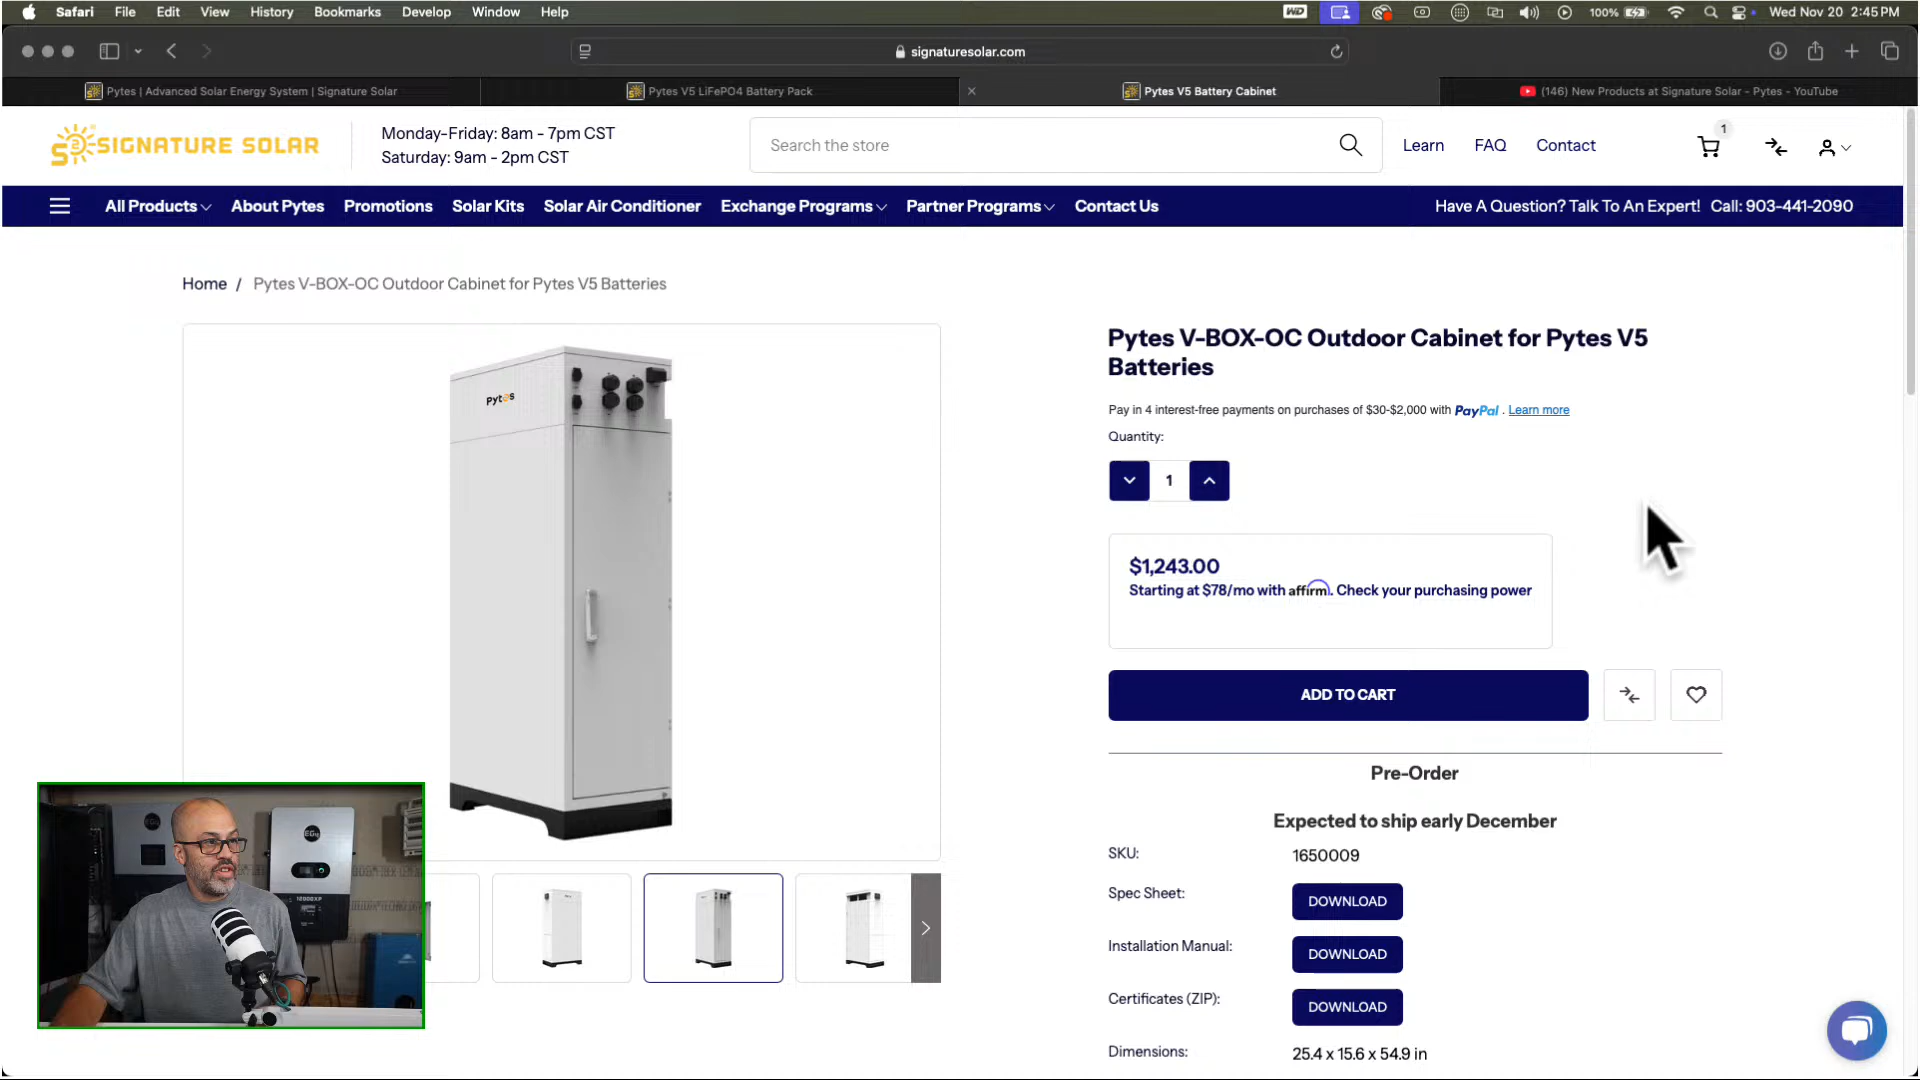 Safari File Edit View History Bookmarks Develop Window Help
WD 100% Wed Nov 20 2:45 PM
signaturesolar.com
Pytes | Advanced Solar Energy System | Signature Solar
Pytes V5 LiFePO4 Battery Pack
Pytes V5 Battery Cabinet
(146) New Products at Signature Solar - Pytes - YouTube
SIGNATURE SOLAR
Monday-Friday: 8am - 7pm CST
Saturday: 9am - 2pm CST
Search the store
Learn FAQ Contact
1
All Products About Pytes Promotions Solar Kits Solar Air Conditioner Exchange Programs Partner Programs Contact Us
Have A Question? Talk To An Expert! Call: 903-441-2090
Home / Pytes V-BOX-OC Outdoor Cabinet for Pytes V5 Batteries
Pytes
Pytes V-BOX-OC Outdoor Cabinet for Pytes V5
Batteries
Pay in 4 interest-free payments on purchases of $30-$2,000 with PayPal . Learn more
Quantity:
1
$1,243.00
Starting at $78/mo with affirm. Check your purchasing power
ADD TO CART
Pre-Order
Expected to ship early December
SKU: 1650009
Spec Sheet: DOWNLOAD
Installation Manual: DOWNLOAD
Certificates (ZIP): DOWNLOAD
Dimensions: 25.4 x 15.6 x 54.9 in
EG4
12000XP